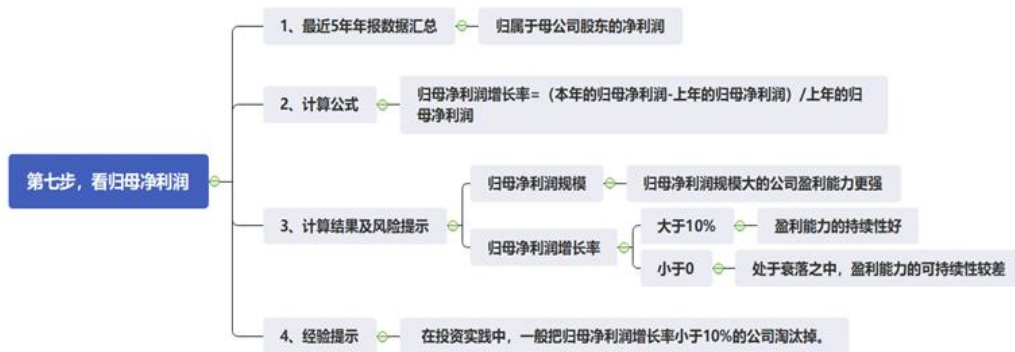 第七步，看归母净利润
1、最近5年年报数据汇总
归属于母公司股东的净利润
2、计算公式
归母净利润增长率=（本年的归母净利润-上年的归母净利润）/上年的归
母净利润
3、计算结果及风险提示
归母净利润规模
归母净利润规模大的公司盈利能力更强
归母净利润增长率
大于10%
盈利能力的持续性好
小于0
处于衰落之中，盈利能力的可持续性较差
4、经验提示
在投资实践中，一般把归母净利润增长率小于10%的公司淘汰掉。